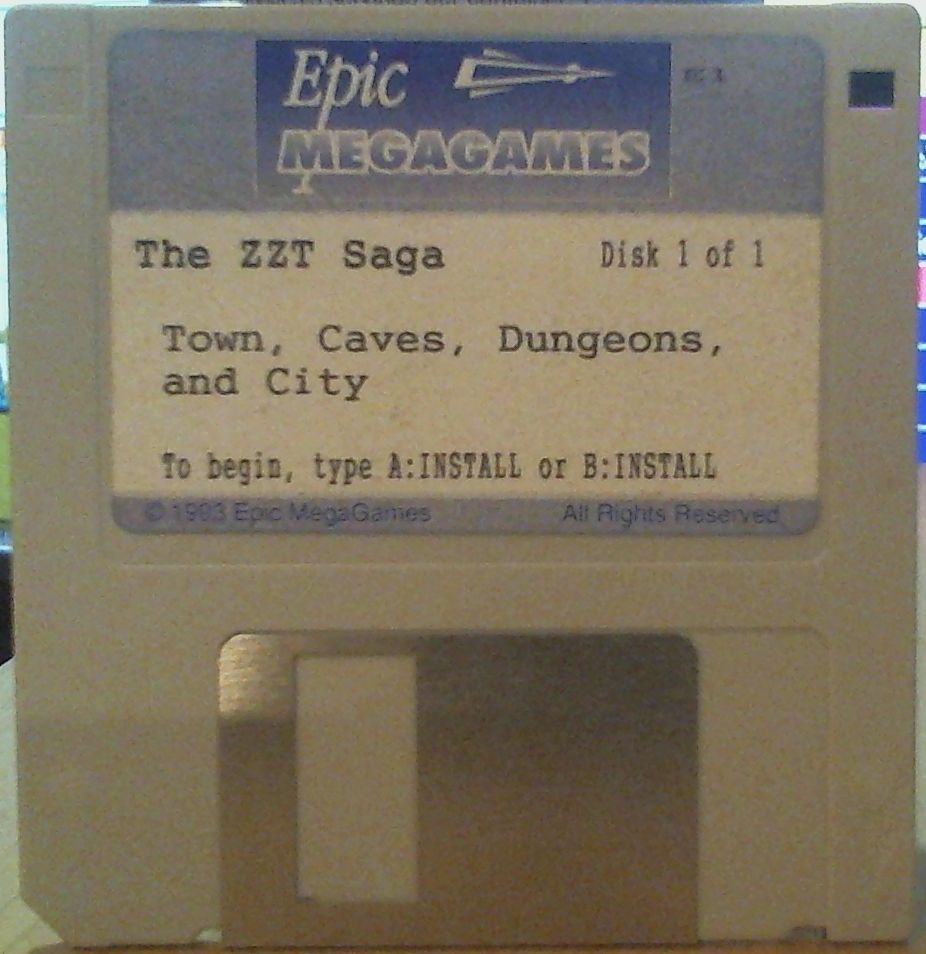 Epic
MEGAGAMES
The ZZT Saga Disk 1 of 1
Town, Caves, Dungeons,
and City
To begin, type A:INSTALL or B:INSTALL
© 1993 Epic MegaGames All Rights Reserved